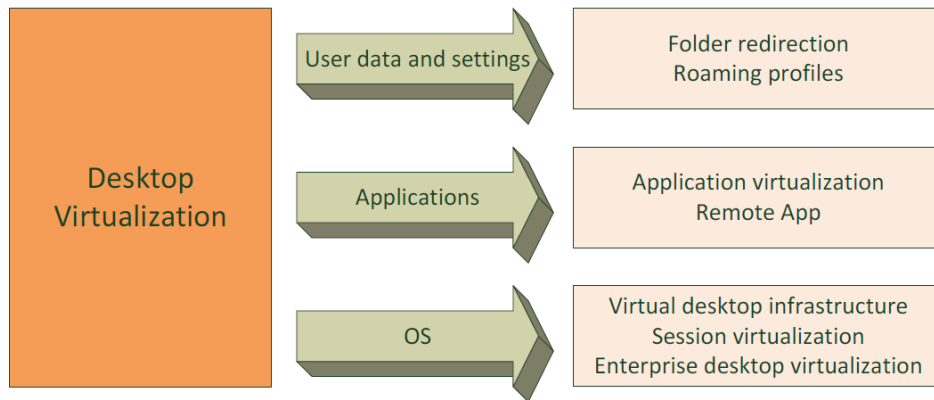 Desktop
Virtualization
User data and settings
Folder redirection
Roaming profiles
Applications
Application virtualization
Remote App
OS
Virtual desktop infrastructure
Session virtualization
Enterprise desktop virtualization